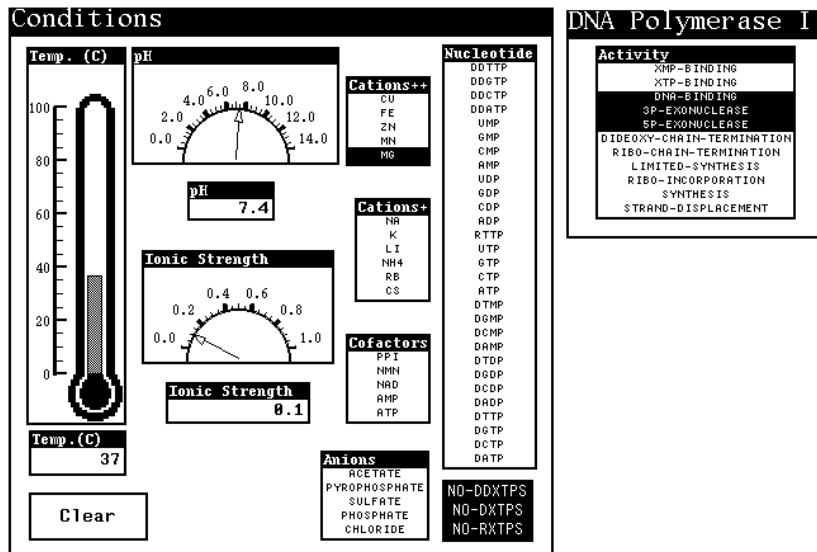 Conditions
DNA Polymerase I
Temp. (C)
100
80
60
40
20
0
Temp.(C)
37
Clear
pH
0.0 2.0 4.0 6.0 8.0 10.0 12.0 14.0
pH
7.4
Ionic Strength
0.0 0.2 0.4 0.6 0.8 1.0
Ionic Strength
0.1
Cations++
CU
FE
ZN
MN
MG
Cations+
NA
K
LI
NH4
RB
CS
Cofactors
PPI
NMN
NAD
AMP
ATP
Anions
ACETATE
PYROPHOSPHATE
SULFATE
PHOSPHATE
CHLORIDE
Nucleotide
DDTTP
DDGTP
DDCTP
DDATP
UMP
GMP
CMP
AMP
UDP
GDP
CDP
ADP
RTTP
UTP
GTP
CTP
ATP
DTMP
DGMP
DCMP
DAMP
DTDP
DGDP
DCDP
DADP
DTTP
DGTP
DCTP
DATP
NO-DDXTPS
NO-DXTPS
NO-RXTPS
Activity
XMP-BINDING
XTP-BINDING
DNA-BINDING
3P-EXONUCLEASE
5P-EXONUCLEASE
DIDEOXY-CHAIN-TERMINATION
RIBO-CHAIN-TERMINATION
LIMITED-SYNTHESIS
RIBO-INCORPORATION
SYNTHESIS
STRAND-DISPLACEMENT